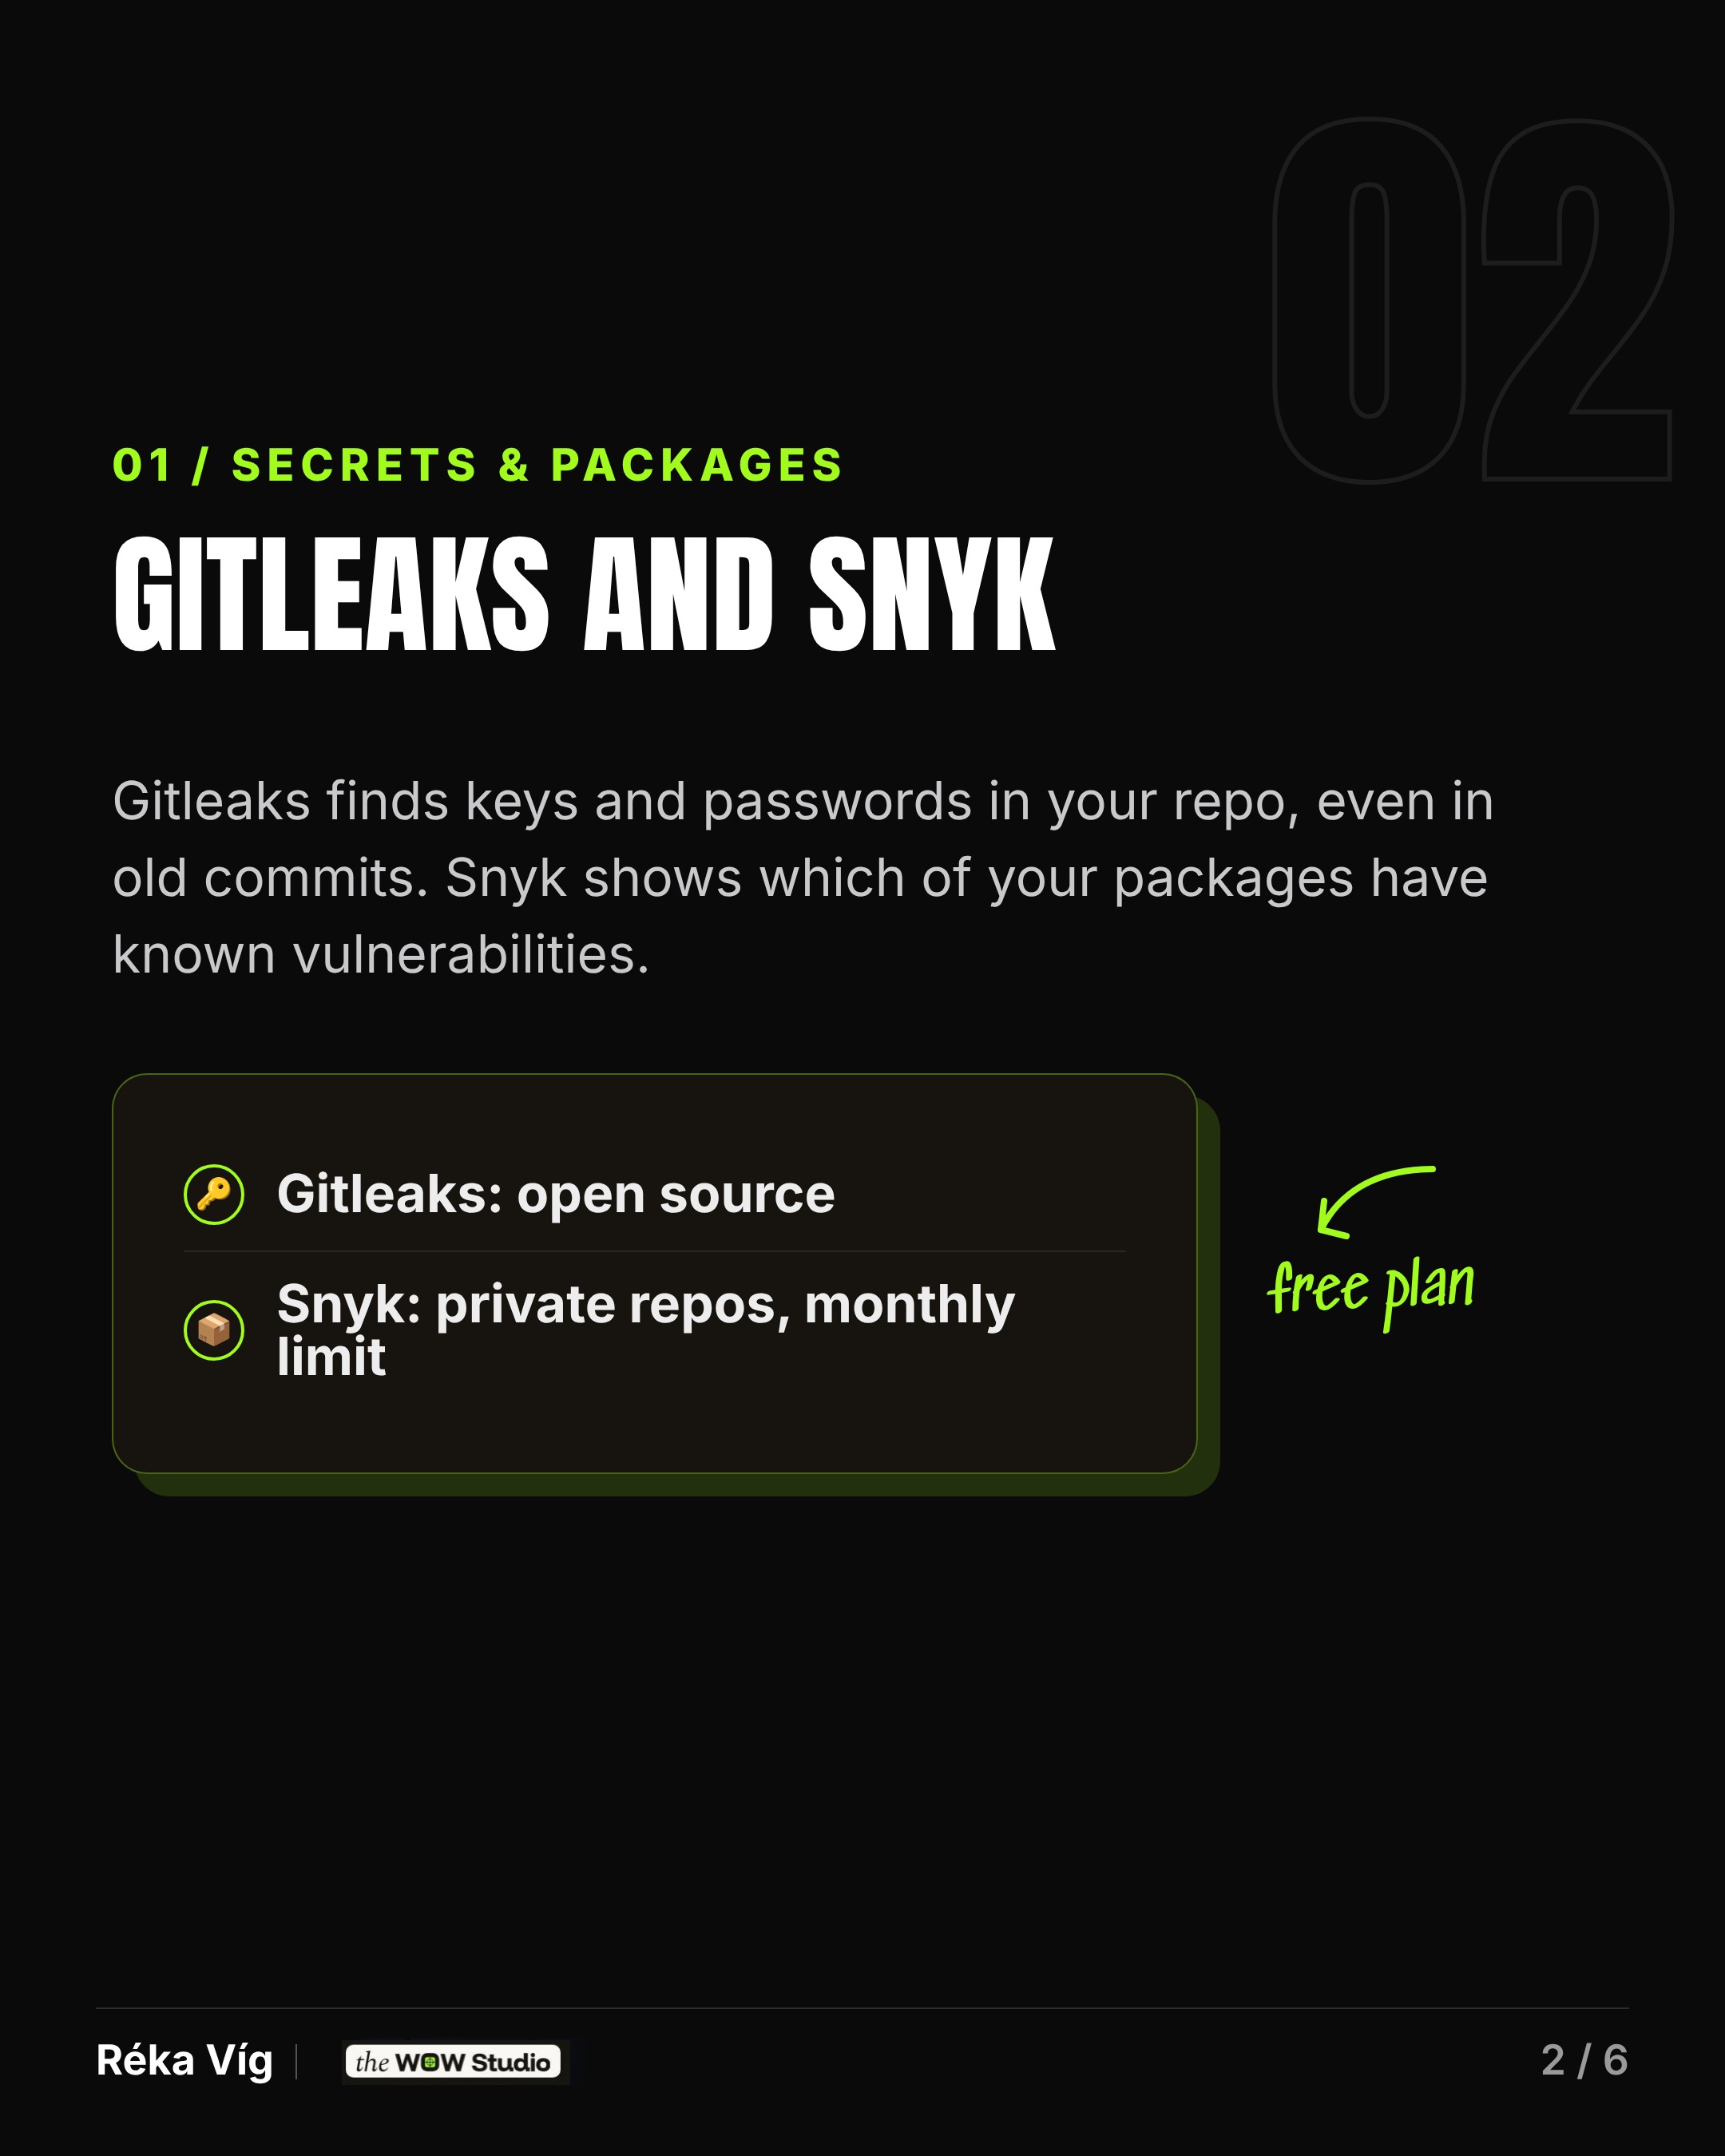 02
01 / SECRETS & PACKAGES
GITLEAKS AND SNYK
Gitleaks finds keys and passwords in your repo, even in
old commits. Snyk shows which of your packages have
known vulnerabilities.
Gitleaks: open source
Snyk: private repos, monthly
limit
free plan
Réka Víg
the WOW Studio
2 / 6